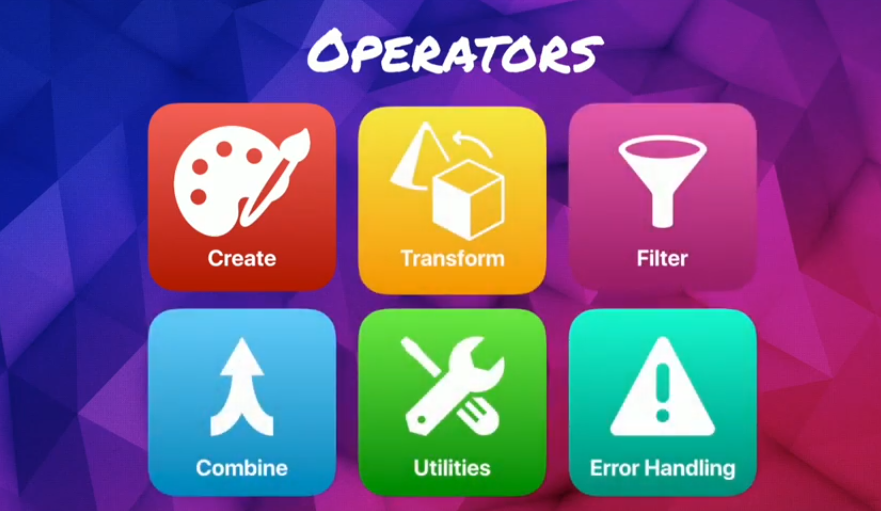 OPERATORS
Create
Transform
Filter
Combine
Utilities
Error Handling